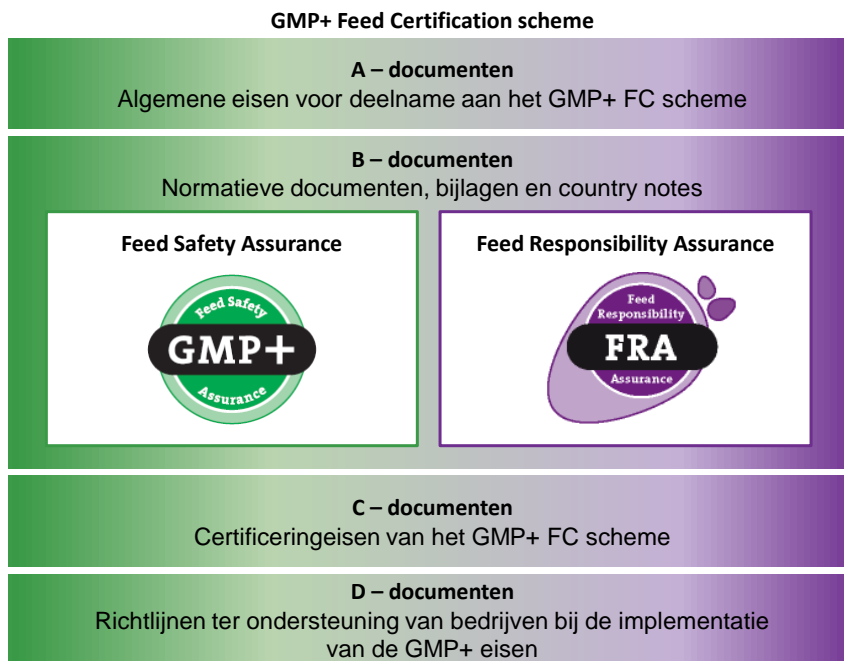 GMP+ Feed Certification scheme
A – documenten
Algemene eisen voor deelname aan het GMP+ FC scheme
B – documenten
Normatieve documenten, bijlagen en country notes
Feed Safety Assurance
Feed Safety
GMP+
Assurance
Feed Responsibility Assurance
Feed
Responsibility
FRA
Assurance
C – documenten
Certificeringeisen van het GMP+ FC scheme
D – documenten
Richtlijnen ter ondersteuning van bedrijven bij de implementatie
van de GMP+ eisen